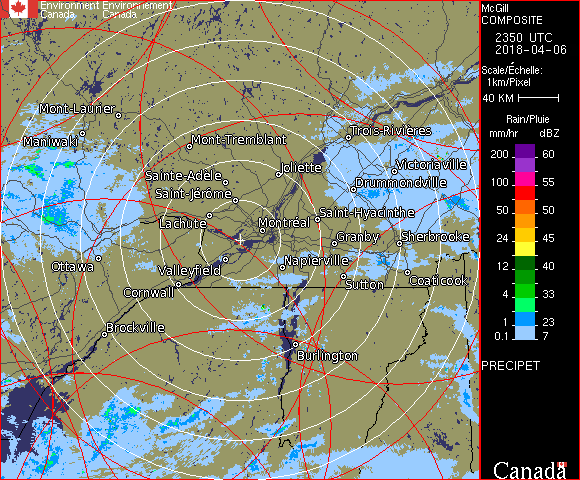 Environment Environnement
Canada Canada
Mont-Laurier
Maniwaki
Mont-Tremblant
Trois-Rivières
Sainte-Adèle
Joliette
Victoriaville
Saint-Jérôme
Drummondville
Lachute
Montréal
Saint-Hyacinthe
Granby
Sherbrooke
Ottawa
Valleyfield
Napierville
Cornwall
Sutton
Coaticook
Brockville
Burlington
McGill
COMPOSITE
2350 UTC
2018-04-06
Scale/Échelle:
1km/Pixel
40 KM
Rain/Pluie
mm/hr dBZ
200 60
100 55
50 50
24 45
12 40
4 33
1 23
0.1 7
PRECIPET
Canada